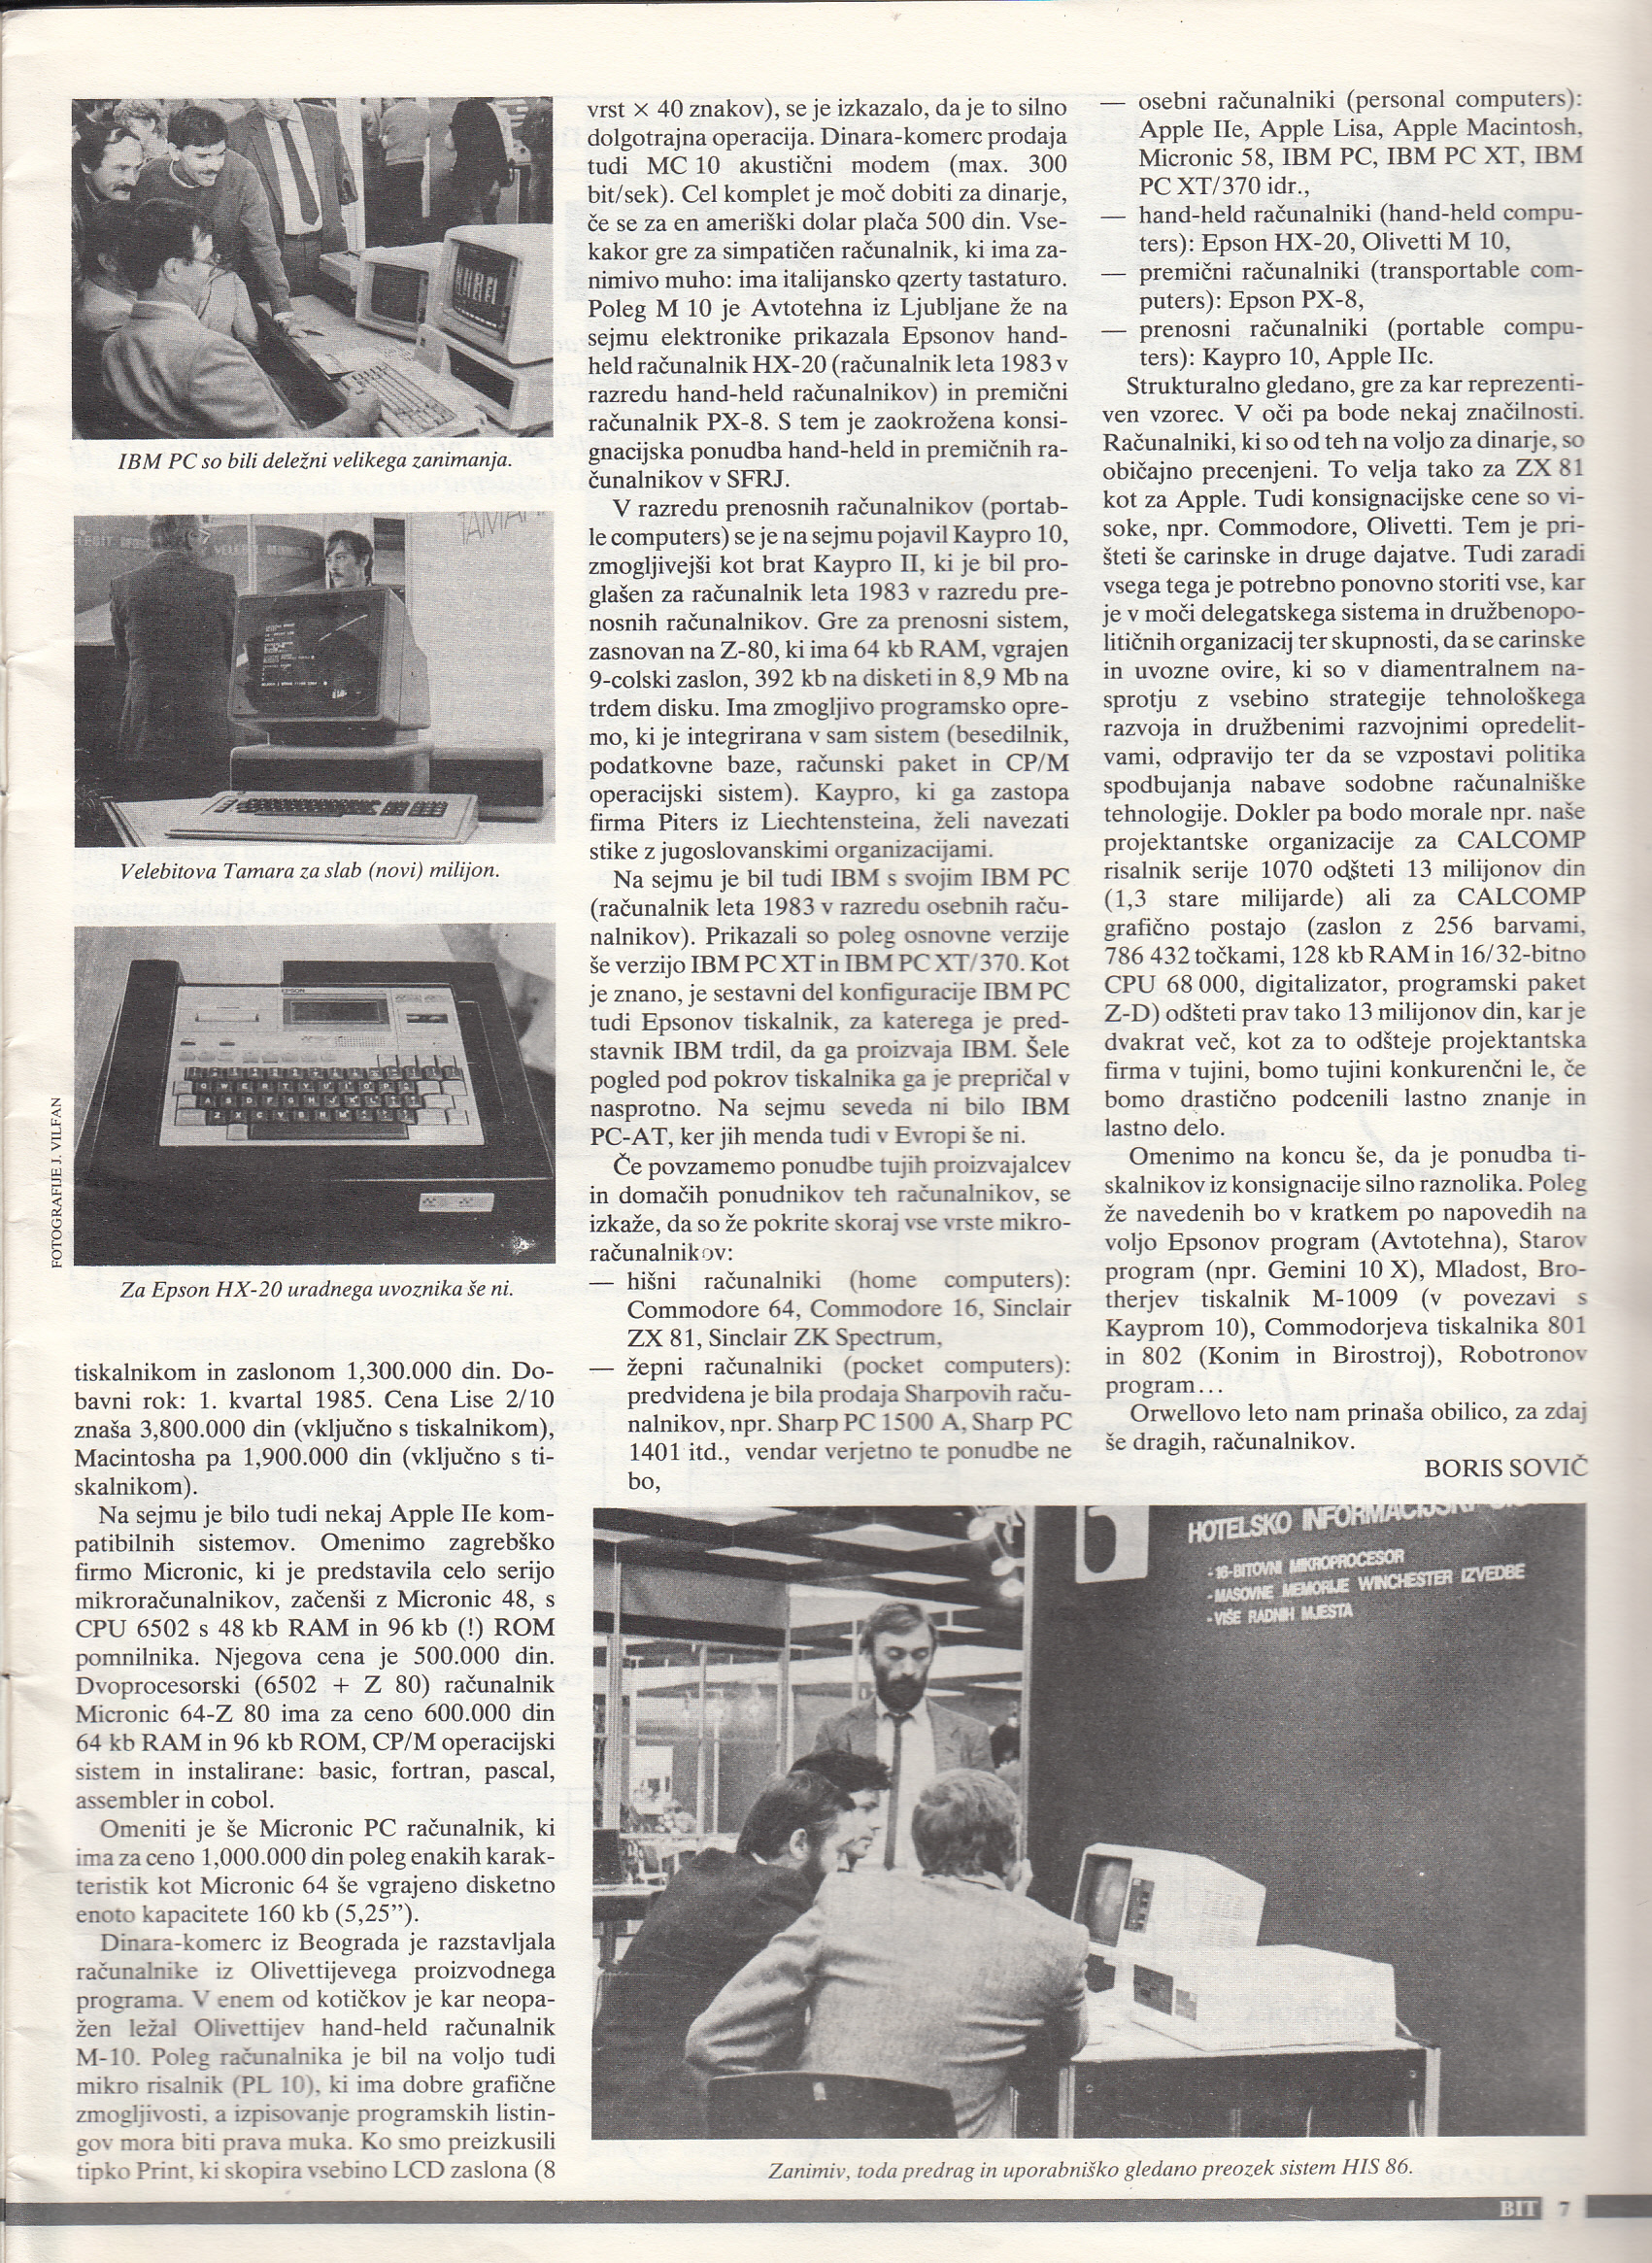 IBM PC so bili deležni velikega zanimanja.
TAMAR
VELEBIT
Velebitova Tamara za slab (novi) milijon.
EPSON
FOTOGRAFIJE J. VILFAN
Za Epson HX-20 uradnega uvoznika še ni.
tiskalnikom in zaslonom 1,300.000 din. Do-
bavni rok: 1. kvartal 1985. Cena Lise 2/10
znaša 3,800.000 din (vključno s tiskalnikom),
Macintosha pa 1,900.000 din (vključno s ti-
skalnikom).
Na sejmu je bilo tudi nekaj Apple IIe kom-
patibilnih sistemov. Omenimo zagrebško
firmo Micronic, ki je predstavila celo serijo
mikroračunalnikov, začenši z Micronic 48, s
CPU 6502 s 48 kb RAM in 96 kb (!) ROM
pomnilnika. Njegova cena je 500.000 din.
Dvoprocesorski (6502 + Z 80) računalnik
Micronic 64-Z 80 ima za ceno 600.000 din
64 kb RAM in 96 kb ROM, CP/M operacijski
sistem in instalirane: basic, fortran, pascal,
assembler in cobol.
Omeniti je še Micronic PC računalnik, ki
ima za ceno 1,000.000 din poleg enakih karak-
teristik kot Micronic 64 še vgrajeno disketno
enoto kapacitete 160 kb (5,25”).
Dinara-komerc iz Beograda je razstavljala
računalnike iz Olivettijevega proizvodnega
programa. V enem od kotičkov je kar neopa-
žen ležal Olivettijev hand-held računalnik
M-10. Poleg računalnika je bil na voljo tudi
mikro risalnik (PL 10), ki ima dobre grafične
zmogljivosti, a izpisovanje programskih listin-
gov mora biti prava muka. Ko smo preizkusili
tipko Print, ki skopira vsebino LCD zaslona (8
vrst × 40 znakov), se je izkazalo, da je to silno
dolgotrajna operacija. Dinara-komerc prodaja
tudi MC 10 akustični modem (max. 300
bit/sek). Cel komplet je moč dobiti za dinarje,
če se za en ameriški dolar plača 500 din. Vse-
kakor gre za simpatičen računalnik, ki ima za-
nimivo muho: ima italijansko qzerty tastaturo.
Poleg M 10 je Avtotehna iz Ljubljane že na
sejmu elektronike prikazala Epsonov hand-
held računalnik HX-20 (računalnik leta 1983 v
razredu hand-held računalnikov) in premični
računalnik PX-8. S tem je zaokrožena konsi-
gnacijska ponudba hand-held in premičnih ra-
čunalnikov v SFRJ.
V razredu prenosnih računalnikov (portab-
le computers) se je na sejmu pojavil Kaypro 10,
zmogljivejši kot brat Kaypro II, ki je bil pro-
glašen za računalnik leta 1983 v razredu pre-
nosnih računalnikov. Gre za prenosni sistem,
zasnovan na Z-80, ki ima 64 kb RAM, vgrajen
9-colski zaslon, 392 kb na disketi in 8,9 Mb na
trdem disku. Ima zmogljivo programsko opre-
mo, ki je integrirana v sam sistem (besedilnik,
podatkovne baze, računski paket in CP/M
operacijski sistem). Kaypro, ki ga zastopa
firma Piters iz Liechtensteina, želi navezati
stike z jugoslovanskimi organizacijami.
Na sejmu je bil tudi IBM s svojim IBM PC
(računalnik leta 1983 v razredu osebnih raču-
nalnikov). Prikazali so poleg osnovne verzije
še verzijo IBM PC XT in IBM PC XT/370. Kot
je znano, je sestavni del konfiguracije IBM PC
tudi Epsonov tiskalnik, za katerega je pred-
stavnik IBM trdil, da ga proizvaja IBM. Šele
pogled pod pokrov tiskalnika ga je prepričal v
nasprotno. Na sejmu seveda ni bilo IBM
PC-AT, ker jih menda tudi v Evropi še ni.
Če povzamemo ponudbe tujih proizvajalcev
in domačih ponudnikov teh računalnikov, se
izkaže, da so že pokrite skoraj vse vrste mikro-
računalnikov:
— hišni računalniki (home computers):
Commodore 64, Commodore 16, Sinclair
ZX 81, Sinclair ZK Spectrum,
— žepni računalniki (pocket computers):
predvidena je bila prodaja Sharpovih raču-
nalnikov, npr. Sharp PC 1500 A, Sharp PC
1401 itd., vendar verjetno te ponudbe ne
bo,
— osebni računalniki (personal computers):
Apple IIe, Apple Lisa, Apple Macintosh,
Micronic 58, IBM PC, IBM PC XT, IBM
PC XT/370 idr.,
— hand-held računalniki (hand-held compu-
ters): Epson HX-20, Olivetti M 10,
— premični računalniki (transportable com-
puters): Epson PX-8,
— prenosni računalniki (portable compu-
ters): Kaypro 10, Apple IIc.
Strukturalno gledano, gre za kar reprezenti-
ven vzorec. V oči pa bode nekaj značilnosti.
Računalniki, ki so od teh na voljo za dinarje, so
običajno precenjeni. To velja tako za ZX 81
kot za Apple. Tudi konsignacijske cene so vi-
soke, npr. Commodore, Olivetti. Tem je pri-
šteti še carinske in druge dajatve. Tudi zaradi
vsega tega je potrebno ponovno storiti vse, kar
je v moči delegatskega sistema in družbenopo-
litičnih organizacij ter skupnosti, da se carinske
in uvozne ovire, ki so v diamentralnem na-
sprotju z vsebino strategije tehnološkega
razvoja in družbenimi razvojnimi opredelit-
vami, odpravijo ter da se vzpostavi politika
spodbujanja nabave sodobne računalniške
tehnologije. Dokler pa bodo morale npr. naše
projektantske organizacije za CALCOMP
risalnik serije 1070 odšteti 13 milijonov din
(1,3 stare milijarde) ali za CALCOMP
grafično postajo (zaslon z 256 barvami,
786 432 točkami, 128 kb RAM in 16/32-bitno
CPU 68 000, digitalizator, programski paket
Z-D) odšteti prav tako 13 milijonov din, kar je
dvakrat več, kot za to odšteje projektantska
firma v tujini, bomo tujini konkurenčni le, če
bomo drastično podcenili lastno znanje in
lastno delo.
Omenimo na koncu še, da je ponudba ti-
skalnikov iz konsignacije silno raznolika. Poleg
že navedenih bo v kratkem po napovedih na
voljo Epsonov program (Avtotehna), Starov
program (npr. Gemini 10 X), Mladost, Bro-
therjev tiskalnik M-1009 (v povezavi s
Kayprom 10), Commodorjeva tiskalnika 801
in 802 (Konim in Birostroj), Robotronov
program...
Orwellovo leto nam prinaša obilico, za zdaj
še dragih, računalnikov.
BORIS SOVIČ
HOTELSKO INFORMACIJSKI
- 16-BITOVNI MIKROPROCESOR
- MASOVNE MEMORIJE WINCHESTER IZVEDBE
- VIŠE RADNIH MJESTA
Zanimiv, toda predrag in uporabniško gledano preozek sistem HIS 86.
BIT 7